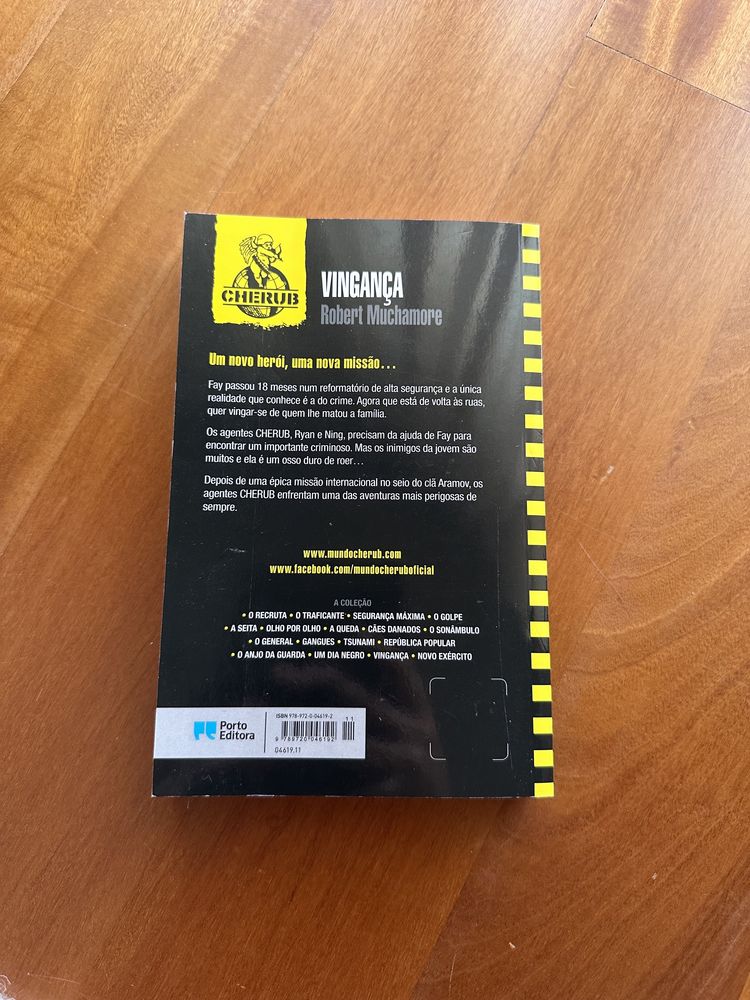 CHERUB
VINGANÇA
Robert Muchamore
Um novo herói, uma nova missão...
Fay passou 18 meses num reformatório de alta segurança e a única
realidade que conhece é a do crime. Agora que está de volta às ruas,
quer vingar-se de quem lhe matou a família.
Os agentes CHERUB, Ryan e Ning, precisam da ajuda de Fay para
encontrar um importante criminoso. Mas os inimigos da jovem são
muitos e ela é um osso duro de roer…
Depois de uma épica missão internacional no seio do clã Aramov, os
agentes CHERUB enfrentam uma das aventuras mais perigosas de
sempre.
www.mundocherub.com
www.facebook.com/mundocheruboficial
A COLEÇÃO
• O RECRUTA • O TRAFICANTE • SEGURANÇA MÁXIMA • O GOLPE
• A SEITA • OLHO POR OLHO • A QUEDA • CÃES DANADOS • O SONÂMBULO
• O GENERAL • GANGUES • TSUNAMI • REPÚBLICA POPULAR
• O ANJO DA GUARDA • UM DIA NEGRO • VINGANÇA • NOVO EXÉRCITO
Porto
Editora
ISBN 978-972-0-04619-2
11
9 789720 046192
04619.11